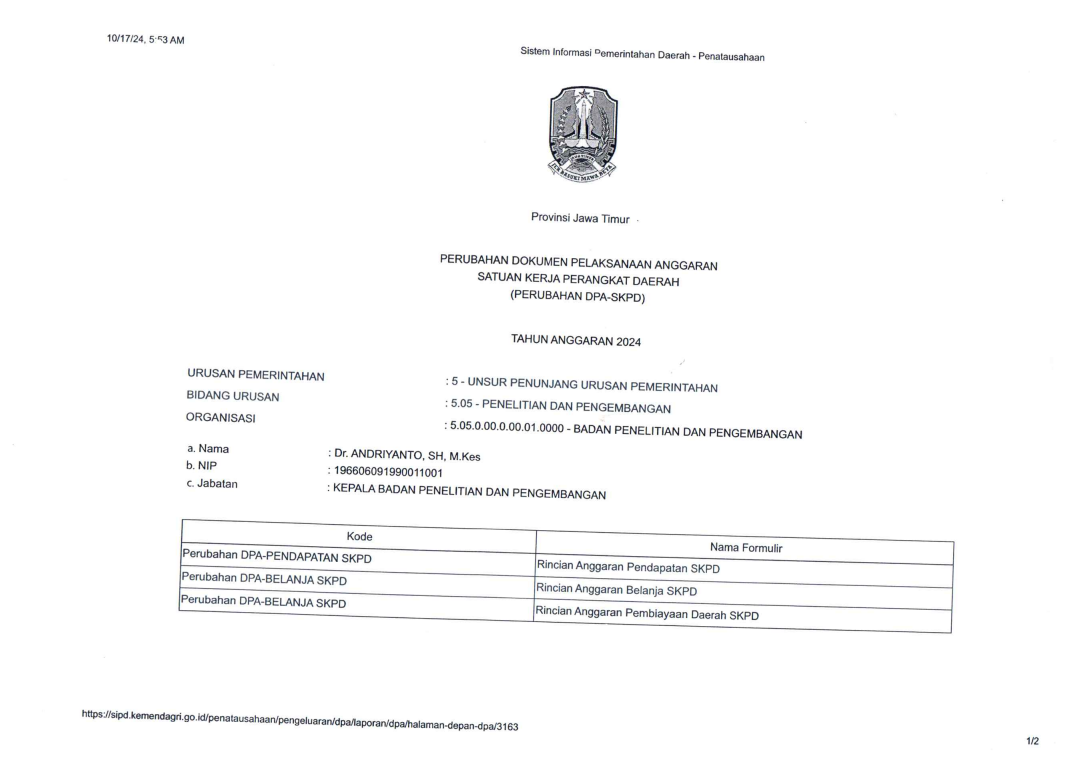 10/17/24, 5:53 AM
Sistem Informasi Pemerintahan Daerah - Penatausahaan
JER BASUKI MAWA BEYA
Provinsi Jawa Timur
PERUBAHAN DOKUMEN PELAKSANAAN ANGGARAN
SATUAN KERJA PERANGKAT DAERAH
(PERUBAHAN DPA-SKPD)
TAHUN ANGGARAN 2024
URUSAN PEMERINTAHAN : 5 - UNSUR PENUNJANG URUSAN PEMERINTAHAN
BIDANG URUSAN : 5.05 - PENELITIAN DAN PENGEMBANGAN
ORGANISASI : 5.05.0.00.0.00.01.0000 - BADAN PENELITIAN DAN PENGEMBANGAN
a. Nama : Dr. ANDRIYANTO, SH, M.Kes
b. NIP : 196606091990011001
c. Jabatan : KEPALA BADAN PENELITIAN DAN PENGEMBANGAN
Kode Nama Formulir
Perubahan DPA-PENDAPATAN SKPD Rincian Anggaran Pendapatan SKPD
Perubahan DPA-BELANJA SKPD Rincian Anggaran Belanja SKPD
Perubahan DPA-BELANJA SKPD Rincian Anggaran Pembiayaan Daerah SKPD
https://sipd.kemendagri.go.id/penatausahaan/pengeluaran/dpa/laporan/dpa/halaman-depan-dpa/3163
1/2